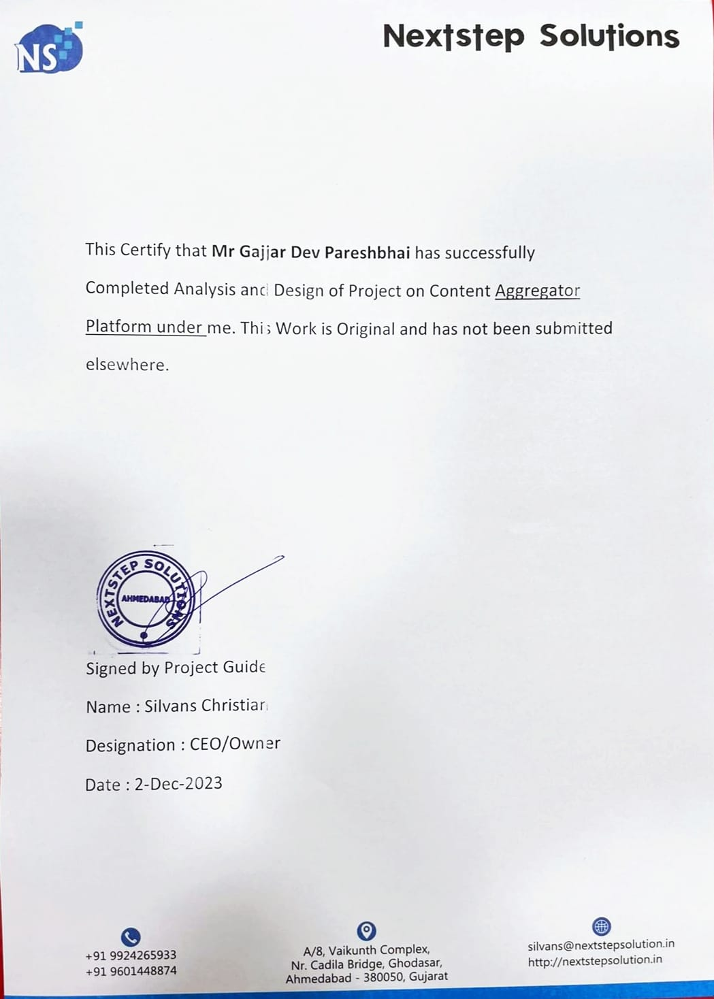 NS
Nextstep Solutions
This Certify that Mr Gajjar Dev Pareshbhai has successfully
Completed Analysis and Design of Project on Content Aggregator
Platform under me. This Work is Original and has not been submitted
elsewhere.
NEXTSTEP SOLUTIONS
AHMEDABAD
Signed by Project Guide
Name : Silvans Christian
Designation : CEO/Owner
Date : 2-Dec-2023
+91 9924265933
+91 9601448874
A/8, Vaikunth Complex,
Nr. Cadila Bridge, Ghodasar,
Ahmedabad - 380050, Gujarat
silvans@nextstepsolution.in
http://nextstepsolution.in